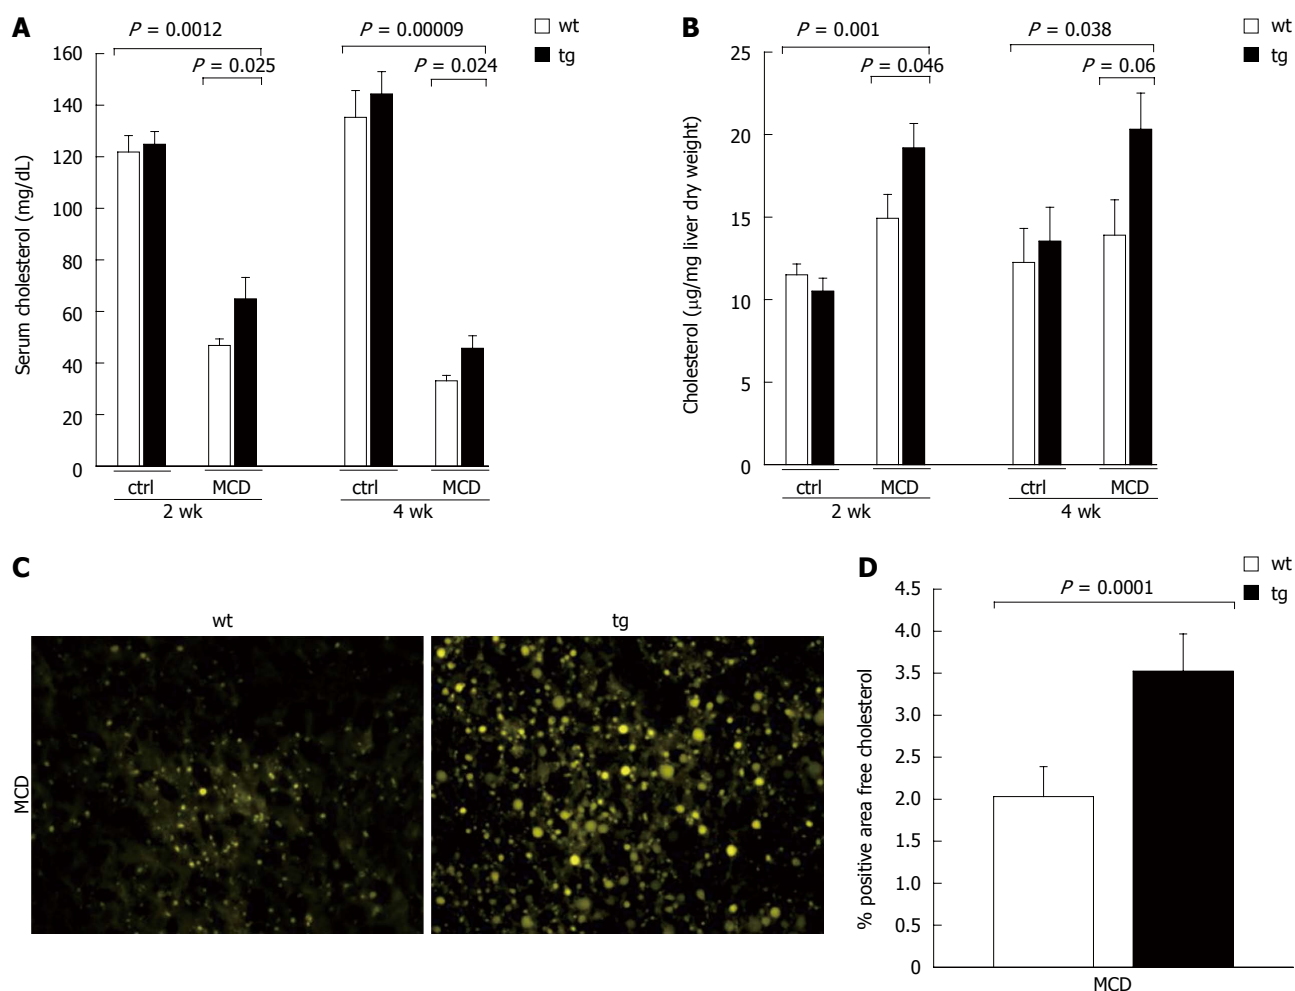 A
P = 0.0012
P = 0.00009
wt
tg
P = 0.025
P = 0.024
Serum cholesterol (mg/dL)
160
140
120
100
80
60
40
20
0
ctrl
MCD
ctrl
MCD
2 wk
4 wk
B
P = 0.001
P = 0.038
wt
tg
P = 0.046
P = 0.06
Cholesterol (μg/mg liver dry weight)
25
20
15
10
5
0
ctrl
MCD
ctrl
MCD
2 wk
4 wk
C
wt
tg
MCD
D
wt
tg
P = 0.0001
% positive area free cholesterol
4.5
4.0
3.5
3.0
2.5
2.0
1.5
1.0
0.5
0
MCD